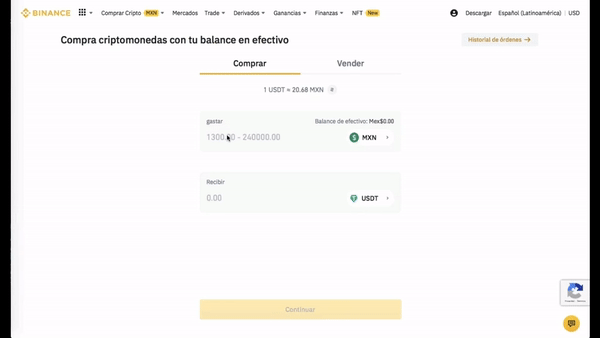 BINANCE Comprar Cripto MXN Mercados Trade Derivados Ganancias Finanzas NFT New Descargar Español (Latinoamérica) USD
Compra criptomonedas con tu balance en efectivo
Historial de órdenes →
Comprar Vender
1 USDT ≈ 20.68 MXN
gastar Balance de efectivo: Mex$0.00
1300.00 - 240000.00 MXN
Recibir
0.00 USDT
Continuar